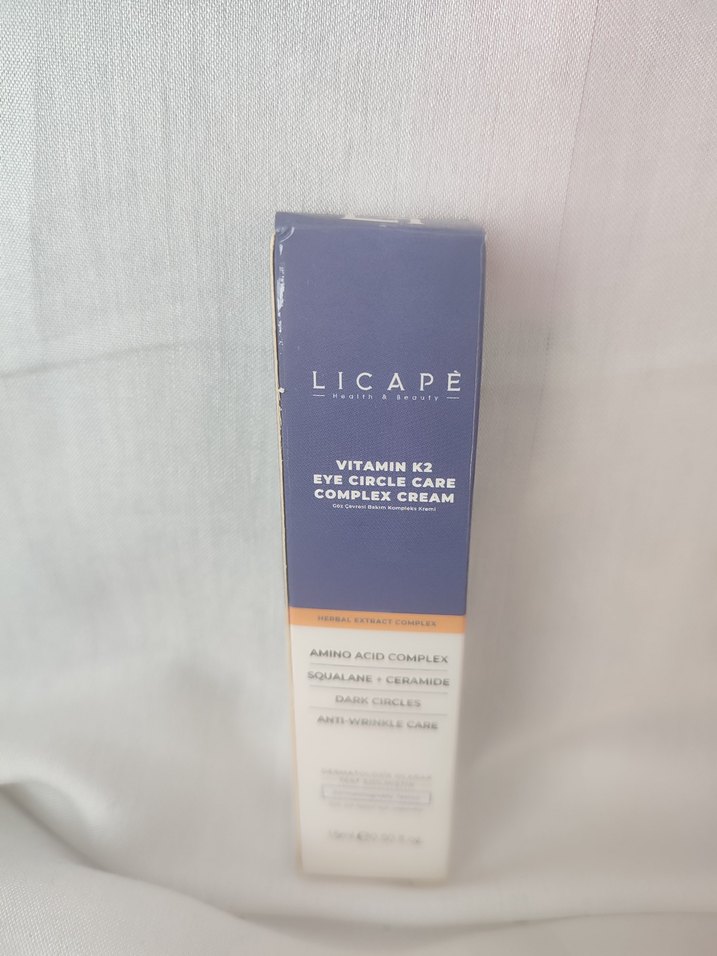 LICAPÈ
Health & Beauty
VITAMIN K2
EYE CIRCLE CARE
COMPLEX CREAM
Göz Çevresi Bakım Kompleks Kremi
HERBAL EXTRACT COMPLEX
AMINO ACID COMPLEX
SQUALANE + CERAMIDE
DARK CIRCLES
ANTI-WRINKLE CARE